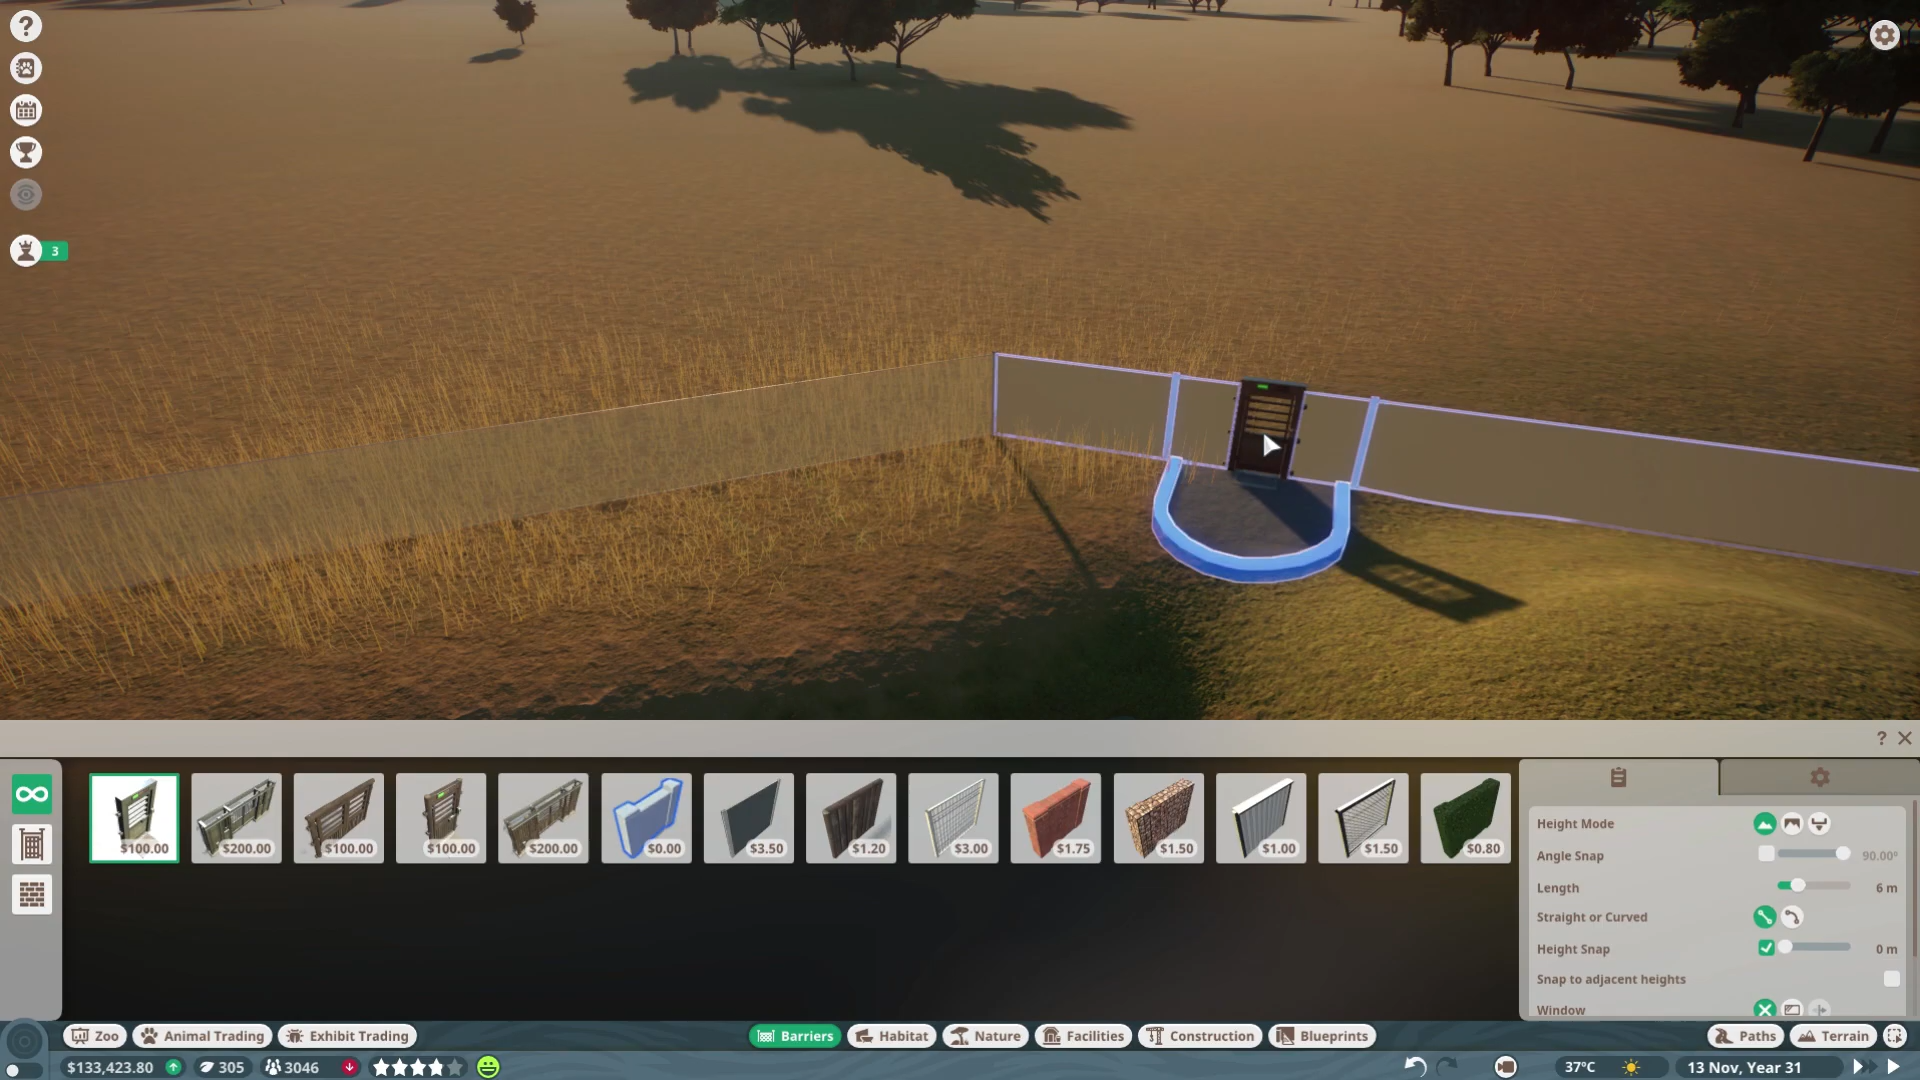 ?
3
? ×
$100.00 $200.00 $100.00 $100.00 $200.00 $0.00 $3.50 $1.20 $3.00 $1.75 $1.50 $1.00 $1.50 $0.80
Height Mode
Angle Snap 90.00°
Length 6 m
Straight or Curved
Height Snap 0 m
Snap to adjacent heights
Window
Zoo Animal Trading Exhibit Trading Barriers Habitat Nature Facilities Construction Blueprints Paths Terrain
$133,423.80 305 3046 37°C 13 Nov, Year 31